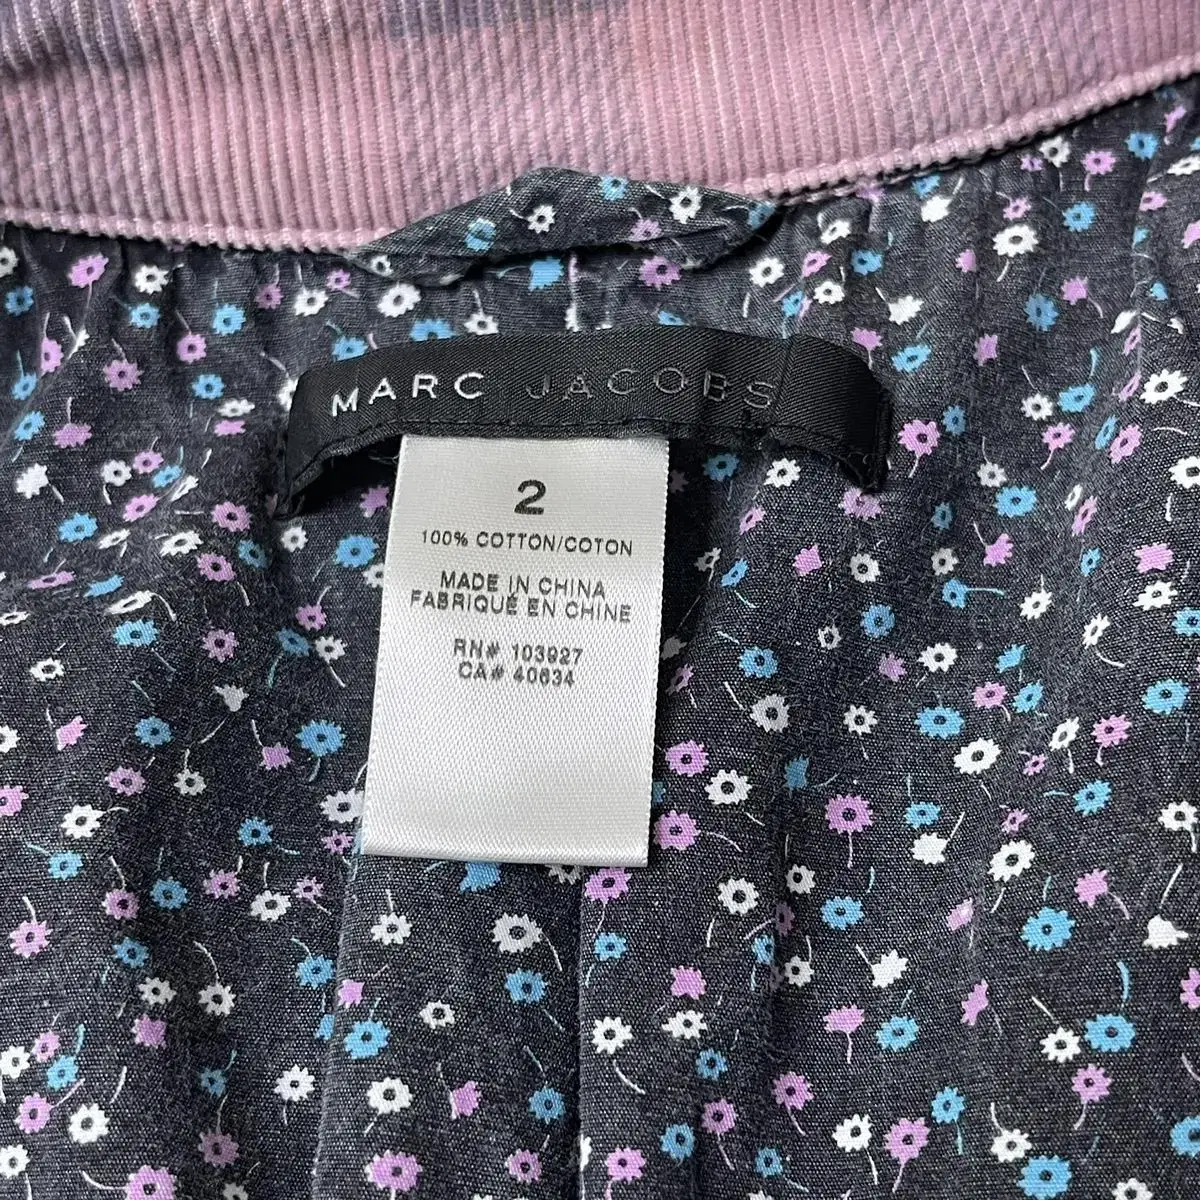 MARC JACOBS
2
100% COTTON/COTON
MADE IN CHINA
FABRIQUÉ EN CHINE
RN# 103927
CA# 40634